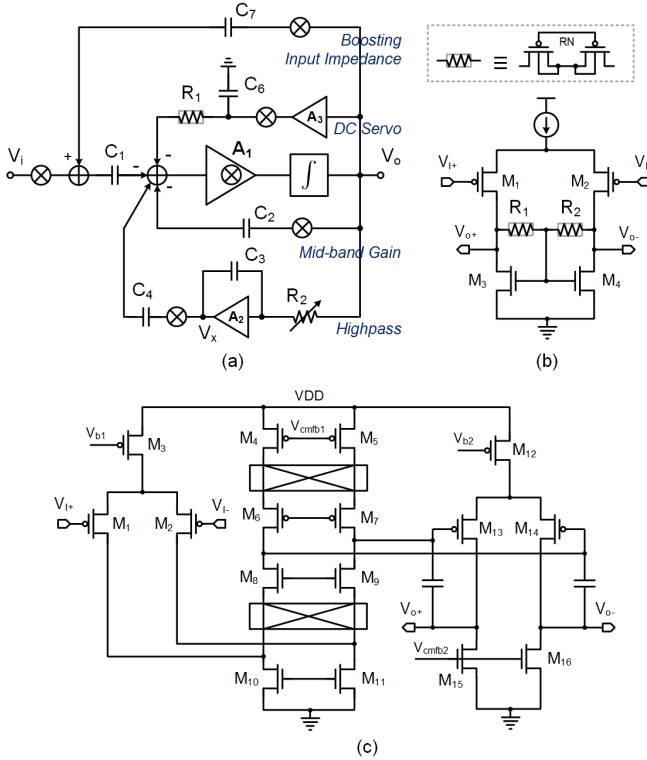 C7
Boosting
Input Impedance
R1
C6
A3
DC Servo
Vi
+
C1
-
-
-
A1
∫
Vo
C2
Mid-band Gain
C3
C4
A2
Vx
R2
Highpass
(a)
≡
RN
VI+
M1
M2
VI
R1
R2
Vo+
Vo-
M3
M4
(b)
VDD
Vb1
M3
M4
Vcmfb1
M5
Vb2
M12
VI+
M1
M2
VI-
M6
M7
M13
M14
M8
M9
Vo+
Vo-
Vcmfb2
M10
M11
M15
M16
(c)